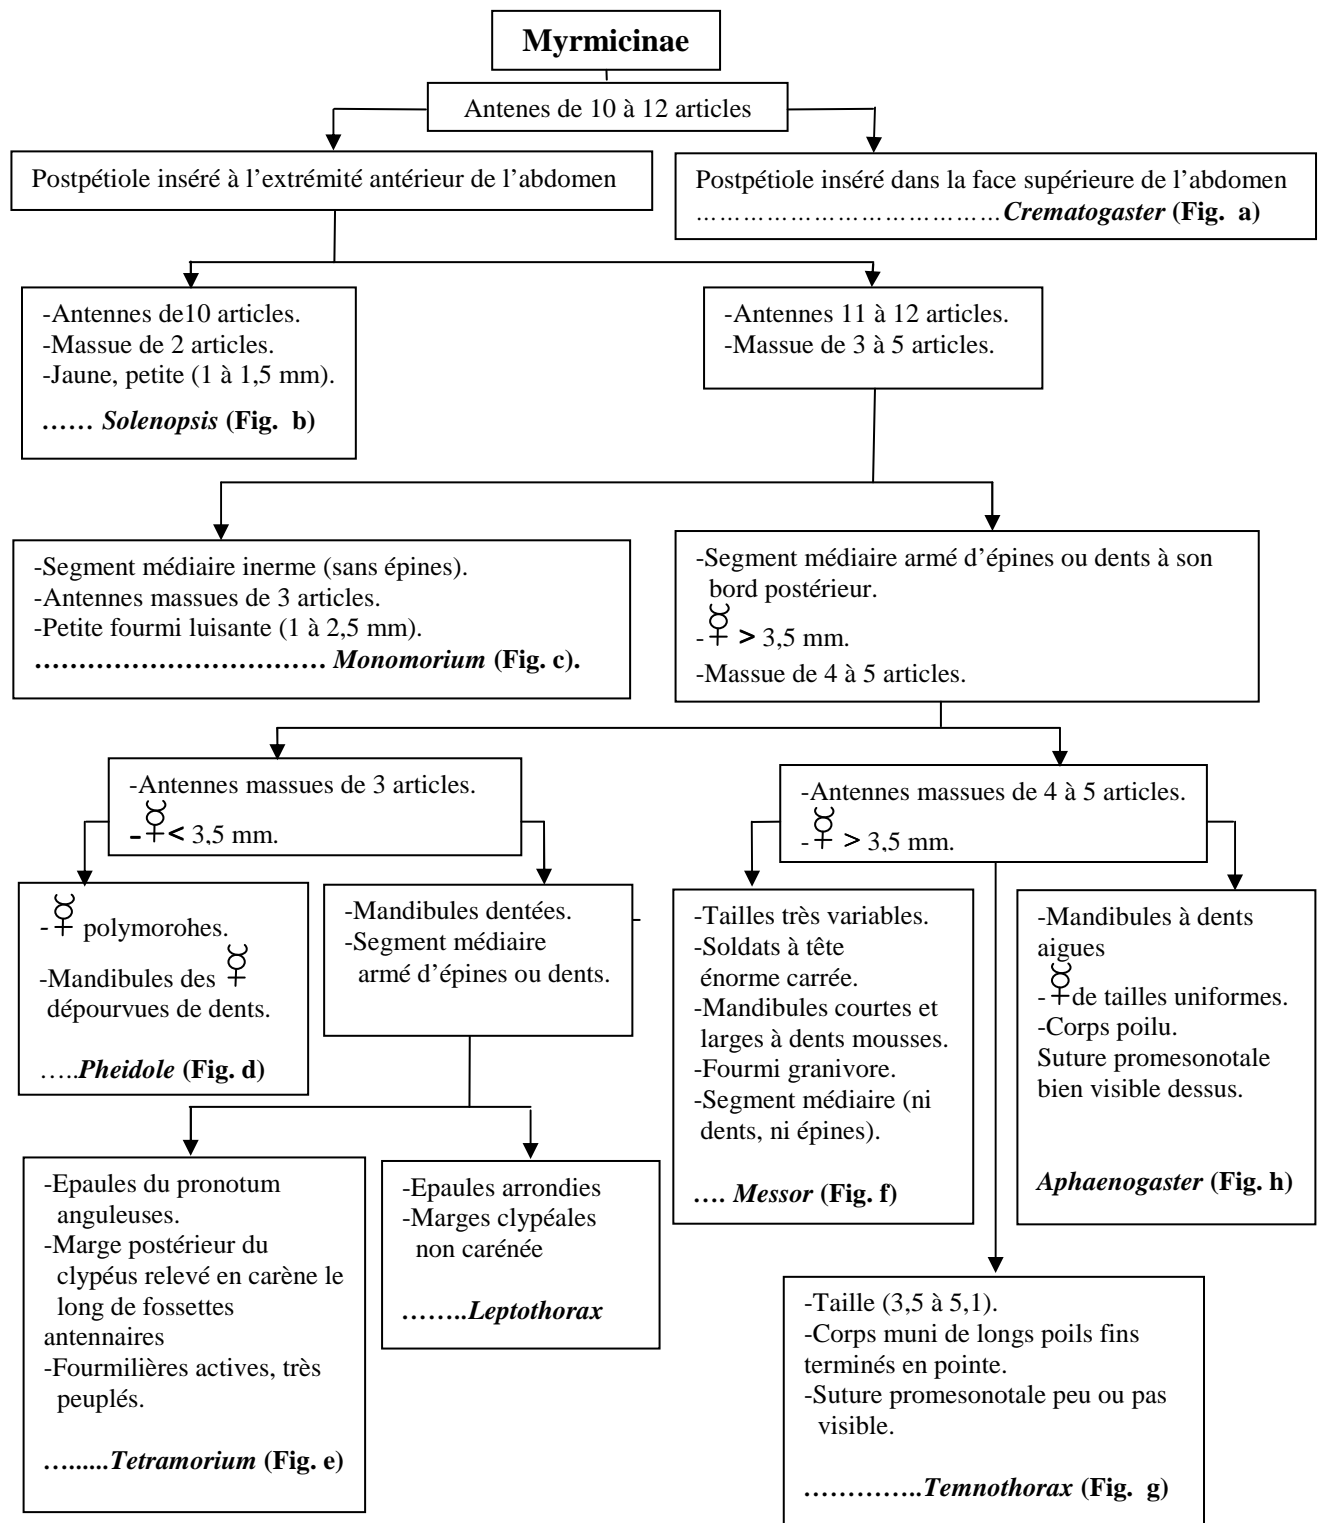 Myrmicinae
Antenes de 10 à 12 articles
Postpétiole inséré à l'extrémité antérieur de l'abdomen
Postpétiole inséré dans la face supérieure de l'abdomen
…………………………………Crematogaster (Fig. a)
-Antennes de10 articles.
-Massue de 2 articles.
-Jaune, petite (1 à 1,5 mm).
…… Solenopsis (Fig. b)
-Antennes 11 à 12 articles.
-Massue de 3 à 5 articles.
-Segment médiaire inerme (sans épines).
-Antennes massues de 3 articles.
-Petite fourmi luisante (1 à 2,5 mm).
…………………………… Monomorium (Fig. c).
-Segment médiaire armé d'épines ou dents à son
bord postérieur.
-☿ > 3,5 mm.
-Massue de 4 à 5 articles.
-Antennes massues de 3 articles.
-☿< 3,5 mm.
-Antennes massues de 4 à 5 articles.
-☿ > 3,5 mm.
-☿ polymorohes.
-Mandibules des ☿
dépourvues de dents.
…..Pheidole (Fig. d)
-Mandibules dentées.
-Segment médiaire
armé d'épines ou dents.
-Tailles très variables.
-Soldats à tête
énorme carrée.
-Mandibules courtes et
larges à dents mousses.
-Fourmi granivore.
-Segment médiaire (ni
dents, ni épines).
…. Messor (Fig. f)
-Mandibules à dents
aigues
-☿de tailles uniformes.
-Corps poilu.
Suture promesonotale
bien visible dessus.
Aphaenogaster (Fig. h)
-Epaules du pronotum
anguleuses.
-Marge postérieur du
clypéus relevé en carène le
long de fossettes
antennaires
-Fourmilières actives, très
peuplés.
…......Tetramorium (Fig. e)
-Epaules arrondies
-Marges clypéales
non carénée
……..Leptothorax
-Taille (3,5 à 5,1).
-Corps muni de longs poils fins
terminés en pointe.
-Suture promesonotale peu ou pas
visible.
…………..Temnothorax (Fig. g)